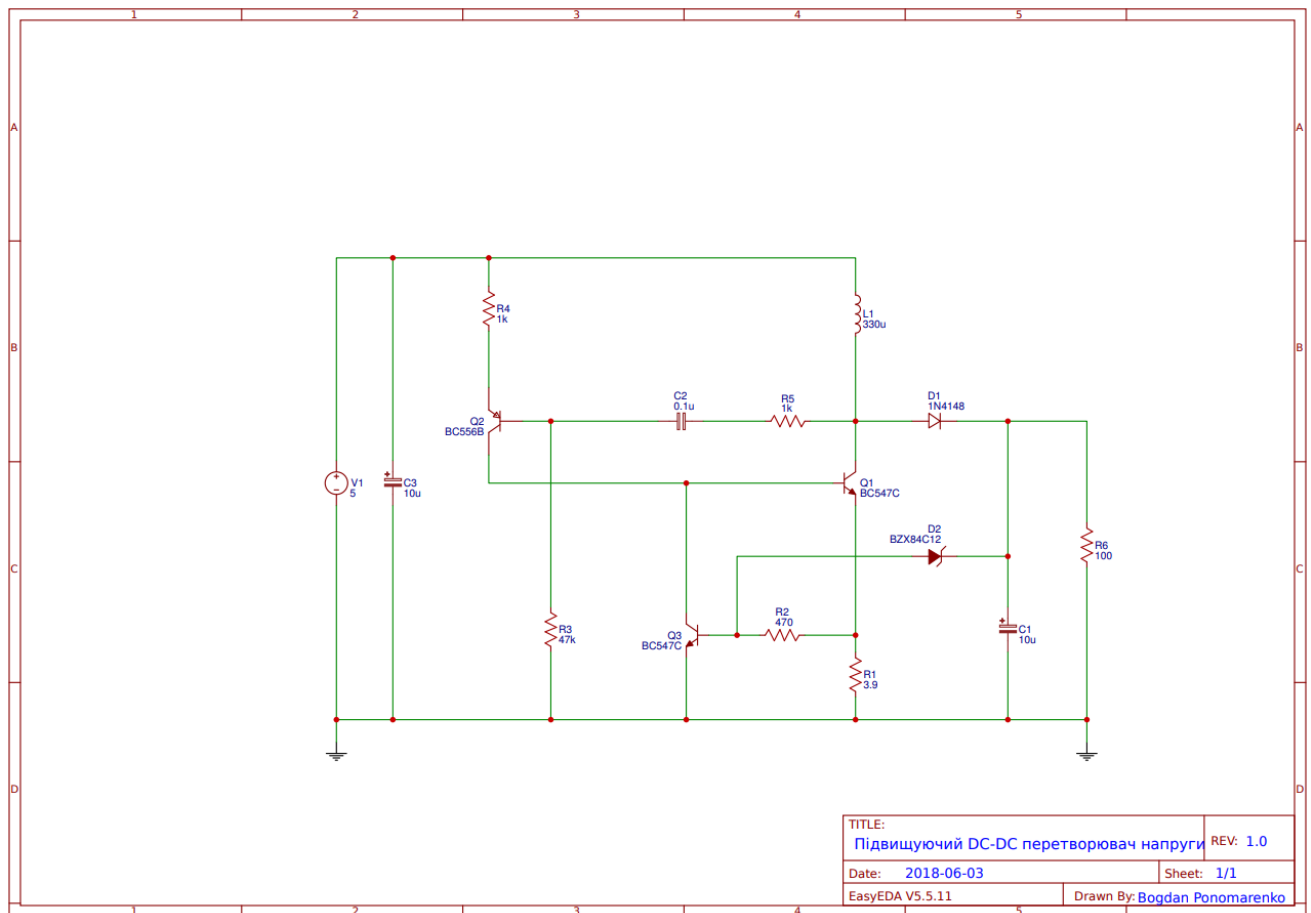 1 2 3 4 5
A A
B B
C C
D D
R4
1k
L1
330u
C2
0.1u
R5
1k
D1
1N4148
Q2
BC556B
V1
5
C3
10u
Q1
BC547C
D2
BZX84C12
R6
100
R3
47k
Q3
BC547C
R2
470
C1
10u
R1
3.9
TITLE:
Підвищуючий DC-DC перетворювач напруги
REV: 1.0
Date: 2018-06-03
Sheet: 1/1
EasyEDA V5.5.11
Drawn By: Bogdan Ponomarenko
1 2 3 4 5